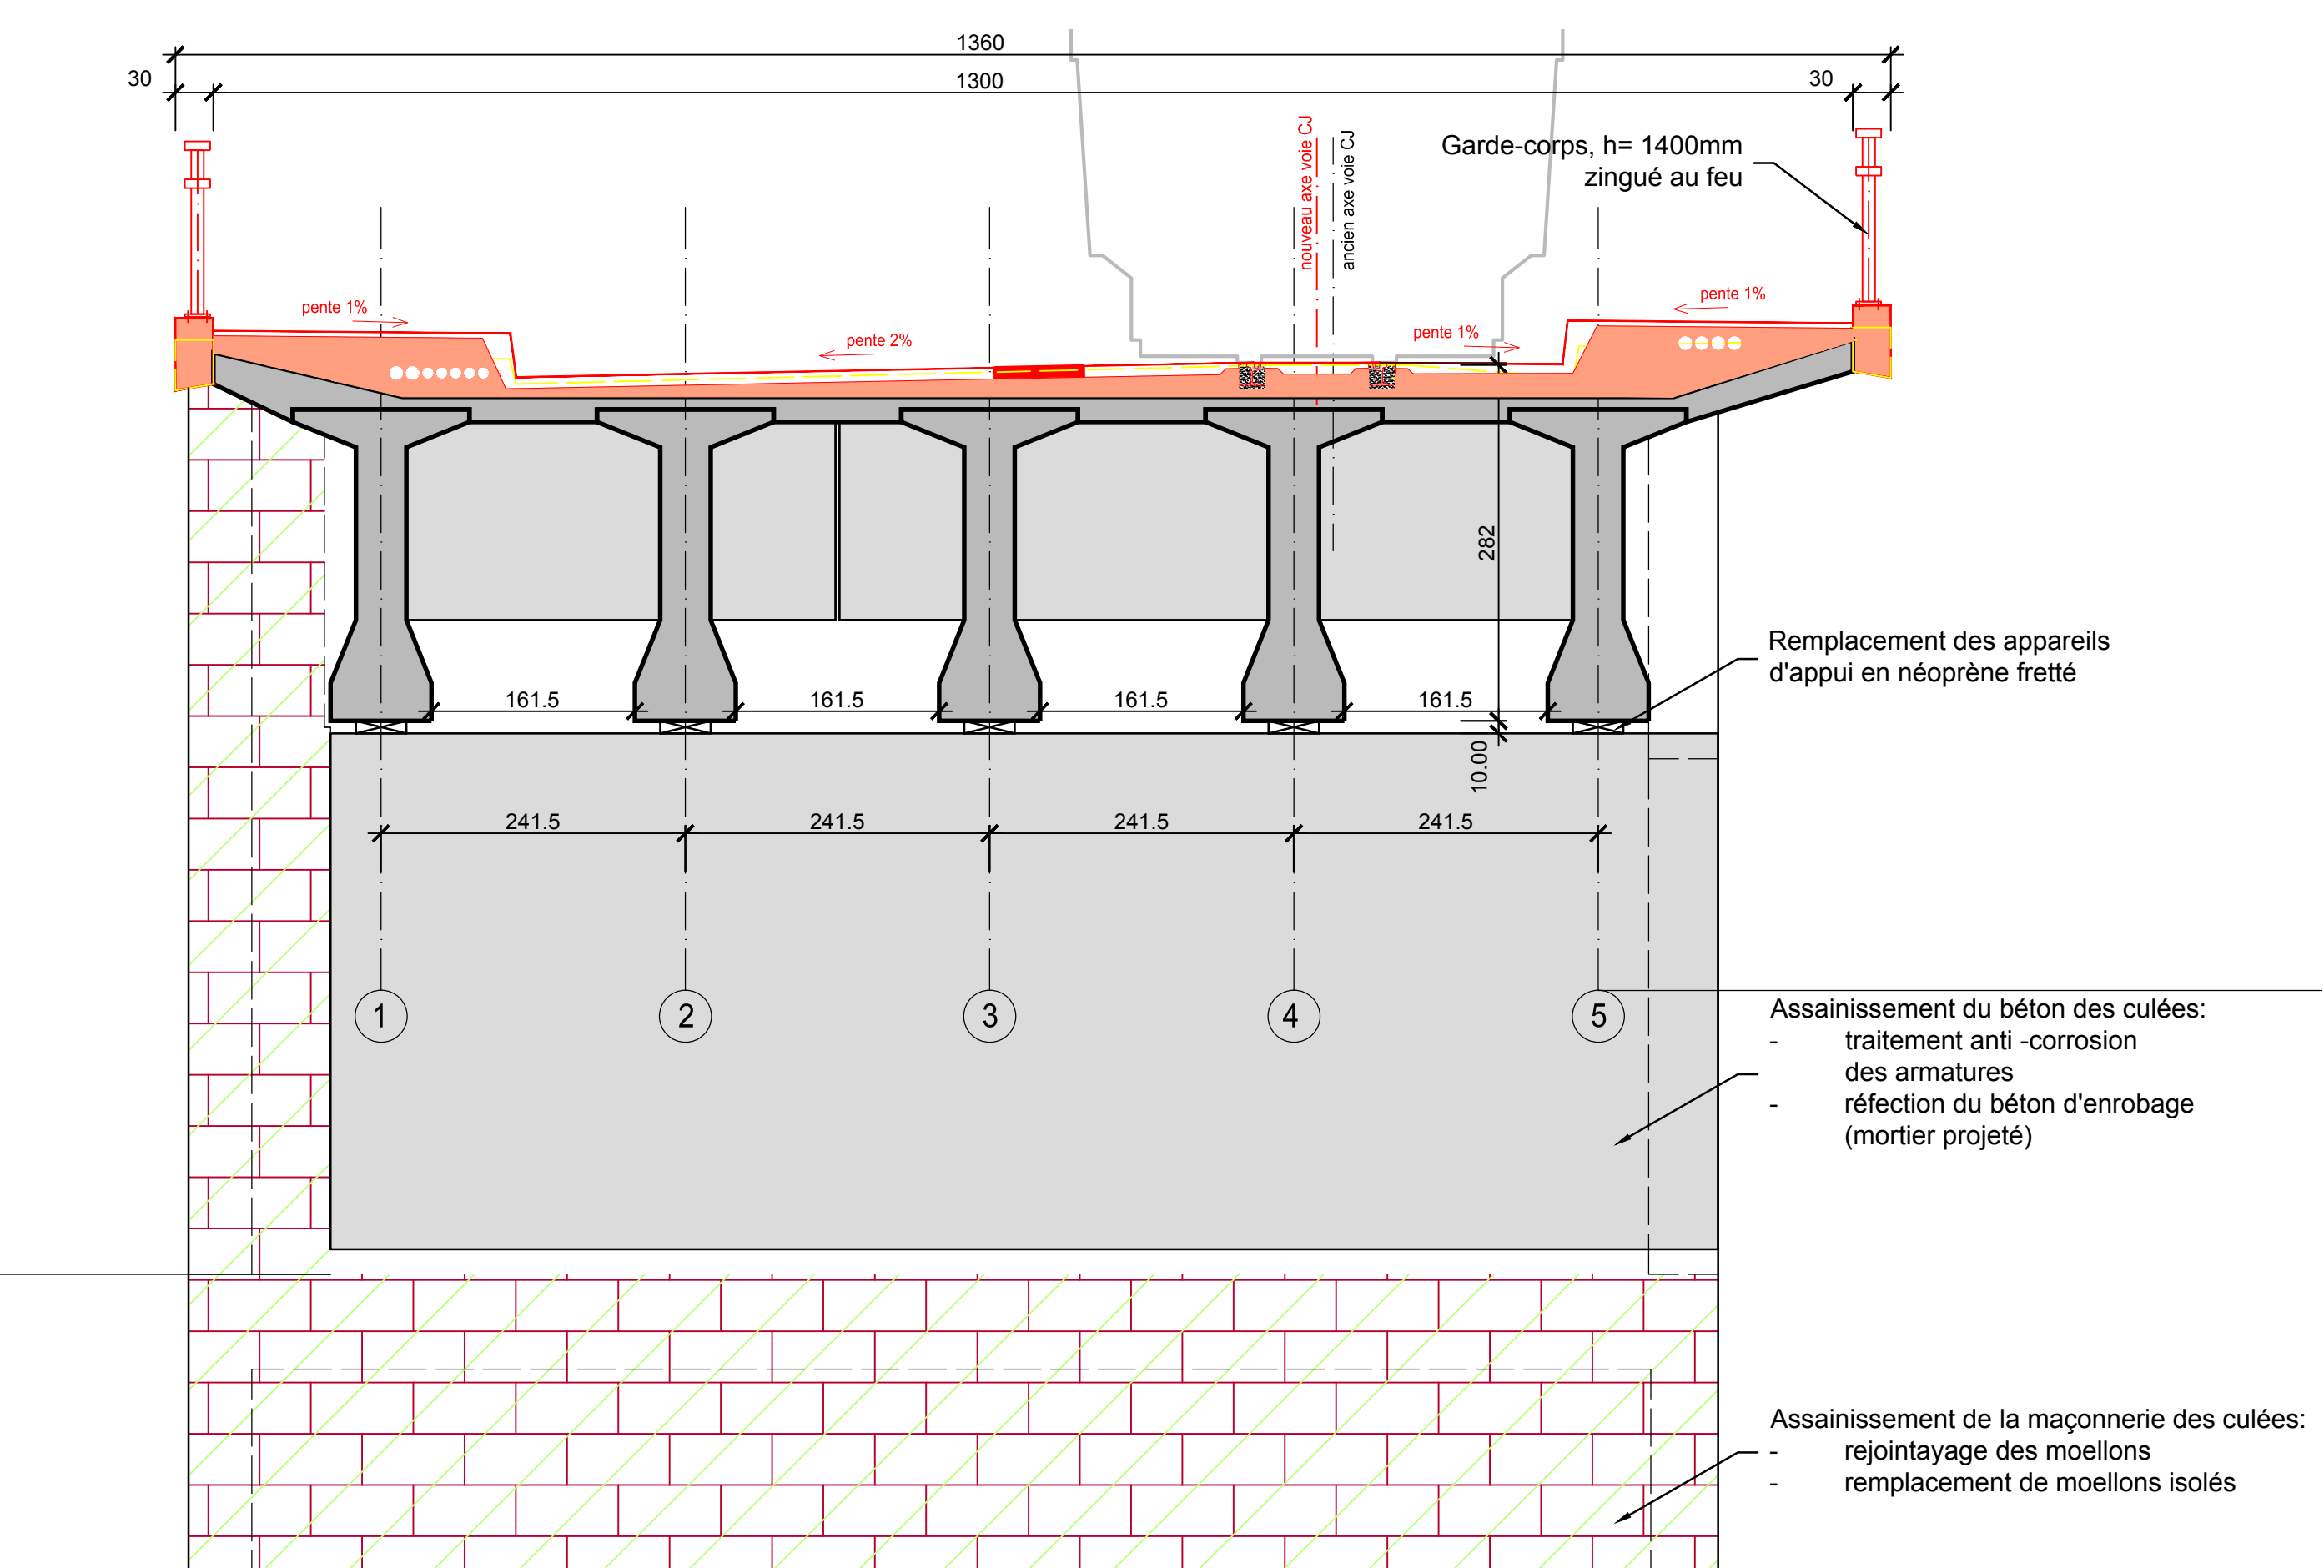 1360
30
1300
30
nouveau axe voie CJ
ancien axe voie CJ
Garde-corps, h= 1400mm
zingué au feu
pente 1%
pente 2%
pente 1%
pente 1%
282
Remplacement des appareils
d'appui en néoprène fretté
161.5
161.5
161.5
161.5
10.00
241.5
241.5
241.5
241.5
1
2
3
4
5
Assainissement du béton des culées:
- traitement anti -corrosion
des armatures
- réfection du béton d'enrobage
(mortier projeté)
Assainissement de la maçonnerie des culées:
- rejointayage des moellons
- remplacement de moellons isolés